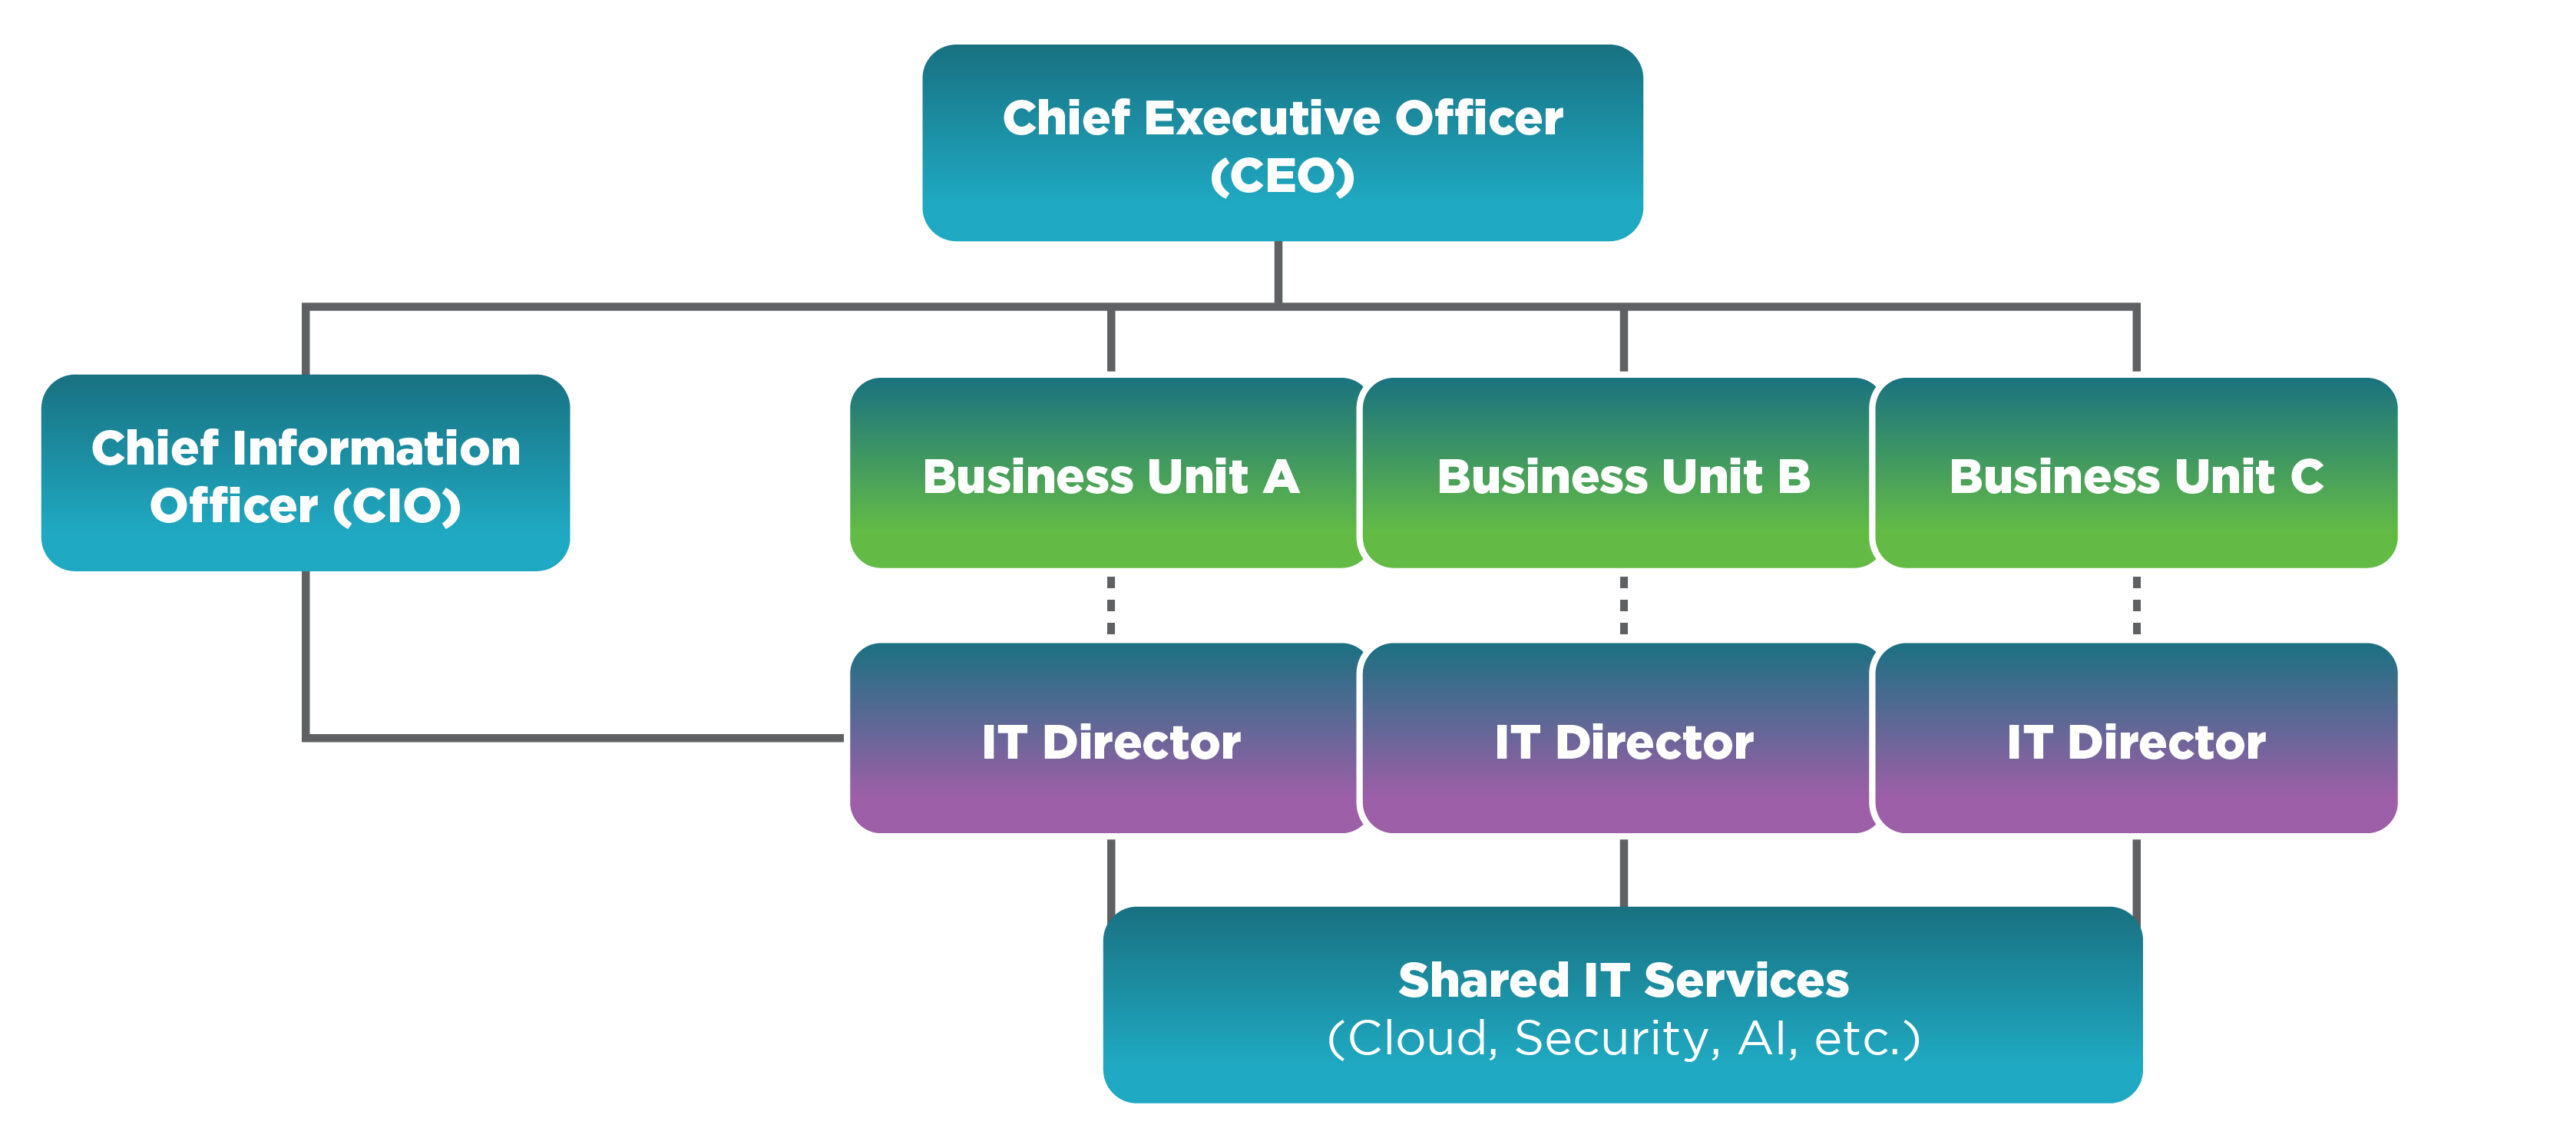 Chief Executive Officer
(CEO)
Chief Information
Officer (CIO)
Business Unit A
Business Unit B
Business Unit C
IT Director
IT Director
IT Director
Shared IT Services
(Cloud, Security, AI, etc.)